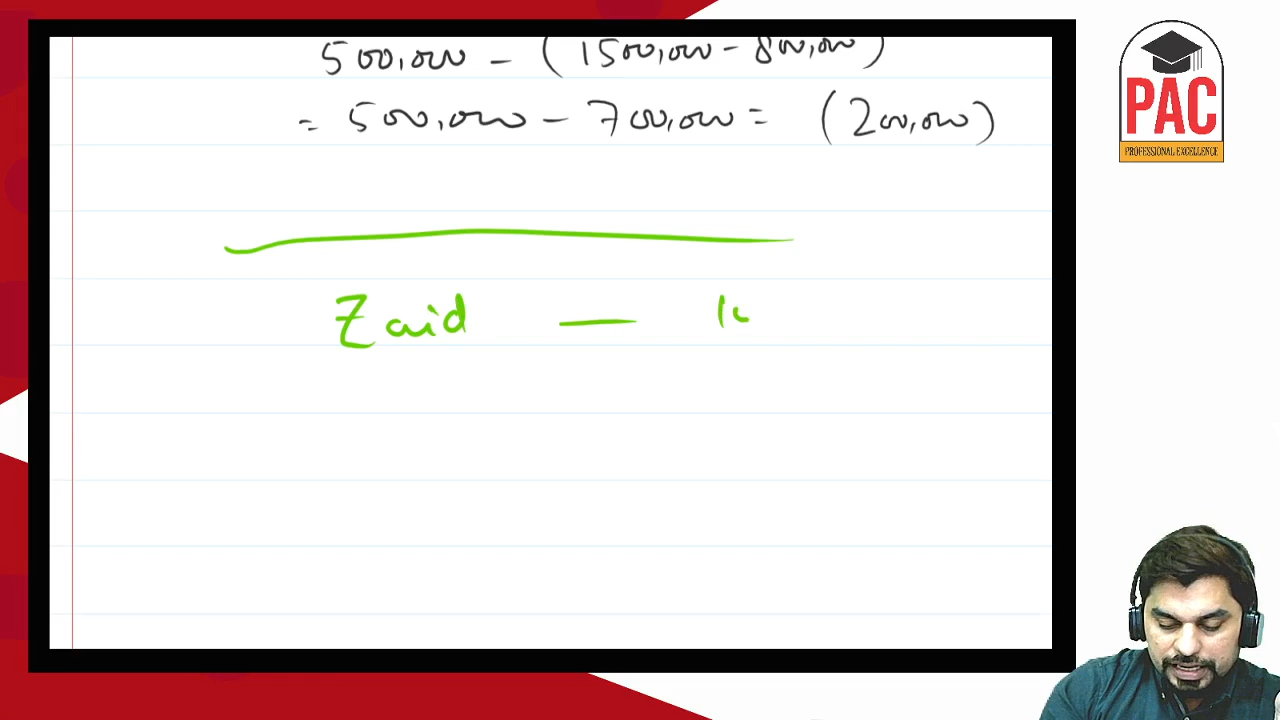 500,000 - (1500,000 - 800,000)
= 500,000 - 700,000 = (200,000)
Zaid —
PAC
PROFESSIONAL EXCELLENCE